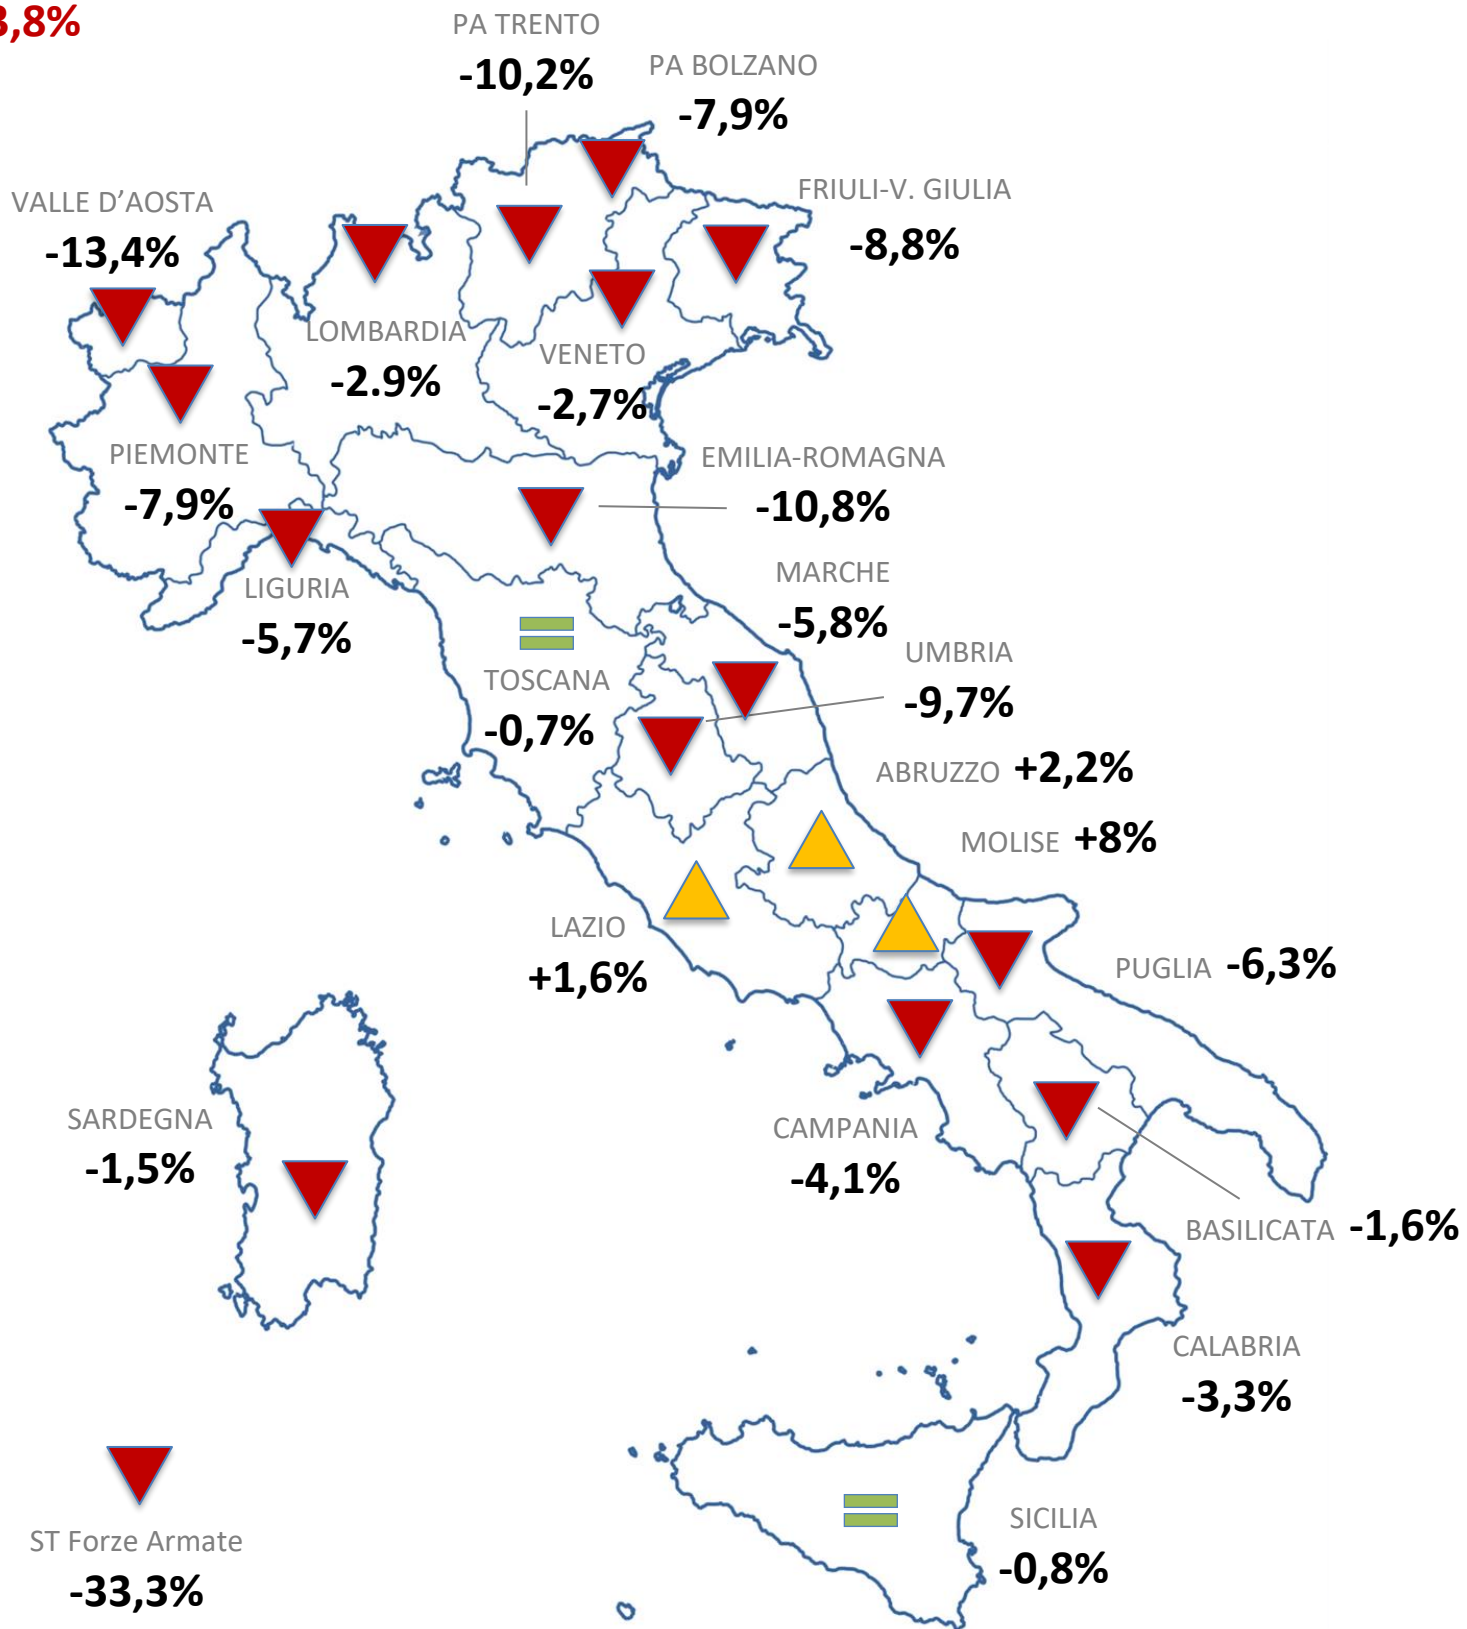 3,8%
PA TRENTO
-10,2%
PA BOLZANO
-7,9%
VALLE D’AOSTA
-13,4%
FRIULI-V. GIULIA
-8,8%
LOMBARDIA
-2.9%
VENETO
-2,7%
PIEMONTE
-7,9%
EMILIA-ROMAGNA
-10,8%
LIGURIA
-5,7%
MARCHE
-5,8%
UMBRIA
-9,7%
TOSCANA
-0,7%
ABRUZZO +2,2%
MOLISE +8%
LAZIO
+1,6%
PUGLIA -6,3%
SARDEGNA
-1,5%
CAMPANIA
-4,1%
BASILICATA -1,6%
CALABRIA
-3,3%
ST Forze Armate
-33,3%
SICILIA
-0,8%